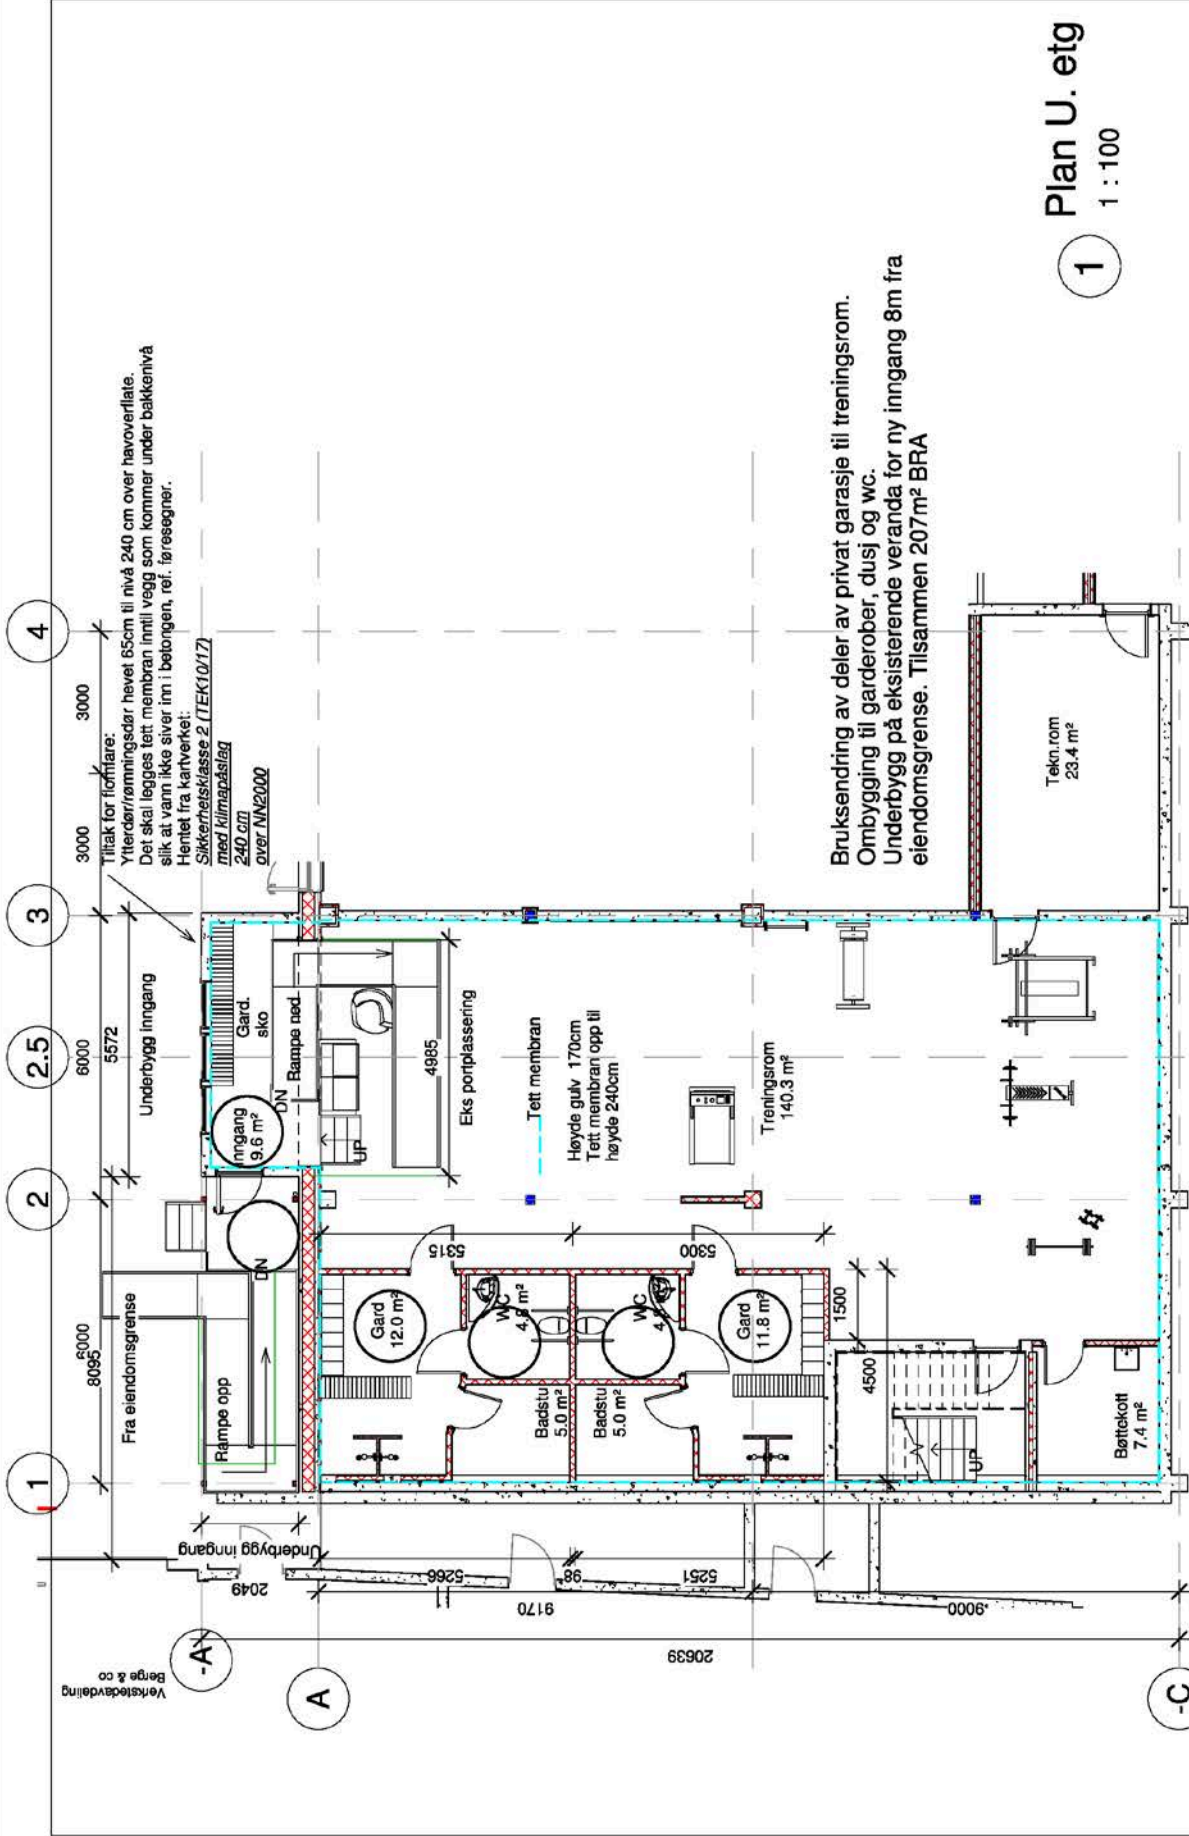 1
2
2.5
3
4
6000
8095
6000
5572
3000
3000
Fra eiendomsgrense
Underbygg inngang
Tiltak for flomfare:
Ytterdør/rømningsdør hevet 65cm til nivå 240 cm over havoverflate.
Det skal legges tett membran inntil vegg som kommer under bakkenivå
slik at vann ikke siver inn i betongen, ref. føresegner.
Hentet fra kartverket:
Sikkerhetsklasse 2 (TEK10/17)
med klimapåslag
240 cm
over NN2000
Verkstedavdeling
Berge & co
-A
A
-C
2049
Underbygg inngang
5266
98
5251
9170
9000
20639
Rampe opp
DN
Inngang
9.6 m²
DN
Gard.
sko
Rampe ned
UP
4985
Eks portplassering
Tett membran
Høyde gulv 170cm
Tett membran opp til
høyde 240cm
5315
5300
Gard
12.0 m²
WC
4.9 m²
WC
4.9
Badstu
5.0 m²
Badstu
5.0 m²
Gard
11.8 m²
1500
4500
UP
Treningsrom
140.3 m²
Bøttekott
7.4 m²
Tekn.rom
23.4 m²
Bruksendring av deler av privat garasje til treningsrom.
Ombygging til garderober, dusj og wc.
Underbygg på eksisterende veranda for ny inngang 8m fra
eiendomsgrense. Tilsammen 207m² BRA
1
Plan U. etg
1 : 100